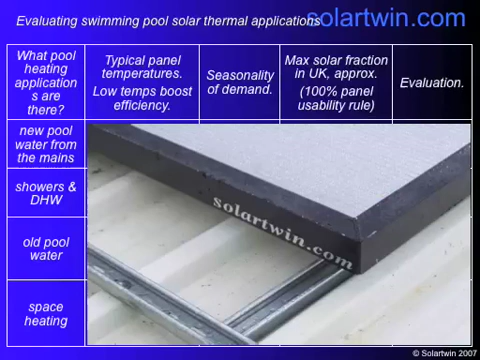 Evaluating swimming pool solar thermal applications
solartwin.com
What pool
heating
application
s are
there?
Typical panel
temperatures.
Low temps boost
efficiency.
Seasonality
of demand.
Max solar fraction
in UK, approx.
(100% panel
usability rule)
Evaluation.
new pool
water from
the mains
showers &
DHW
old pool
water
space
heating
solartwin.com
© Solartwin 2007